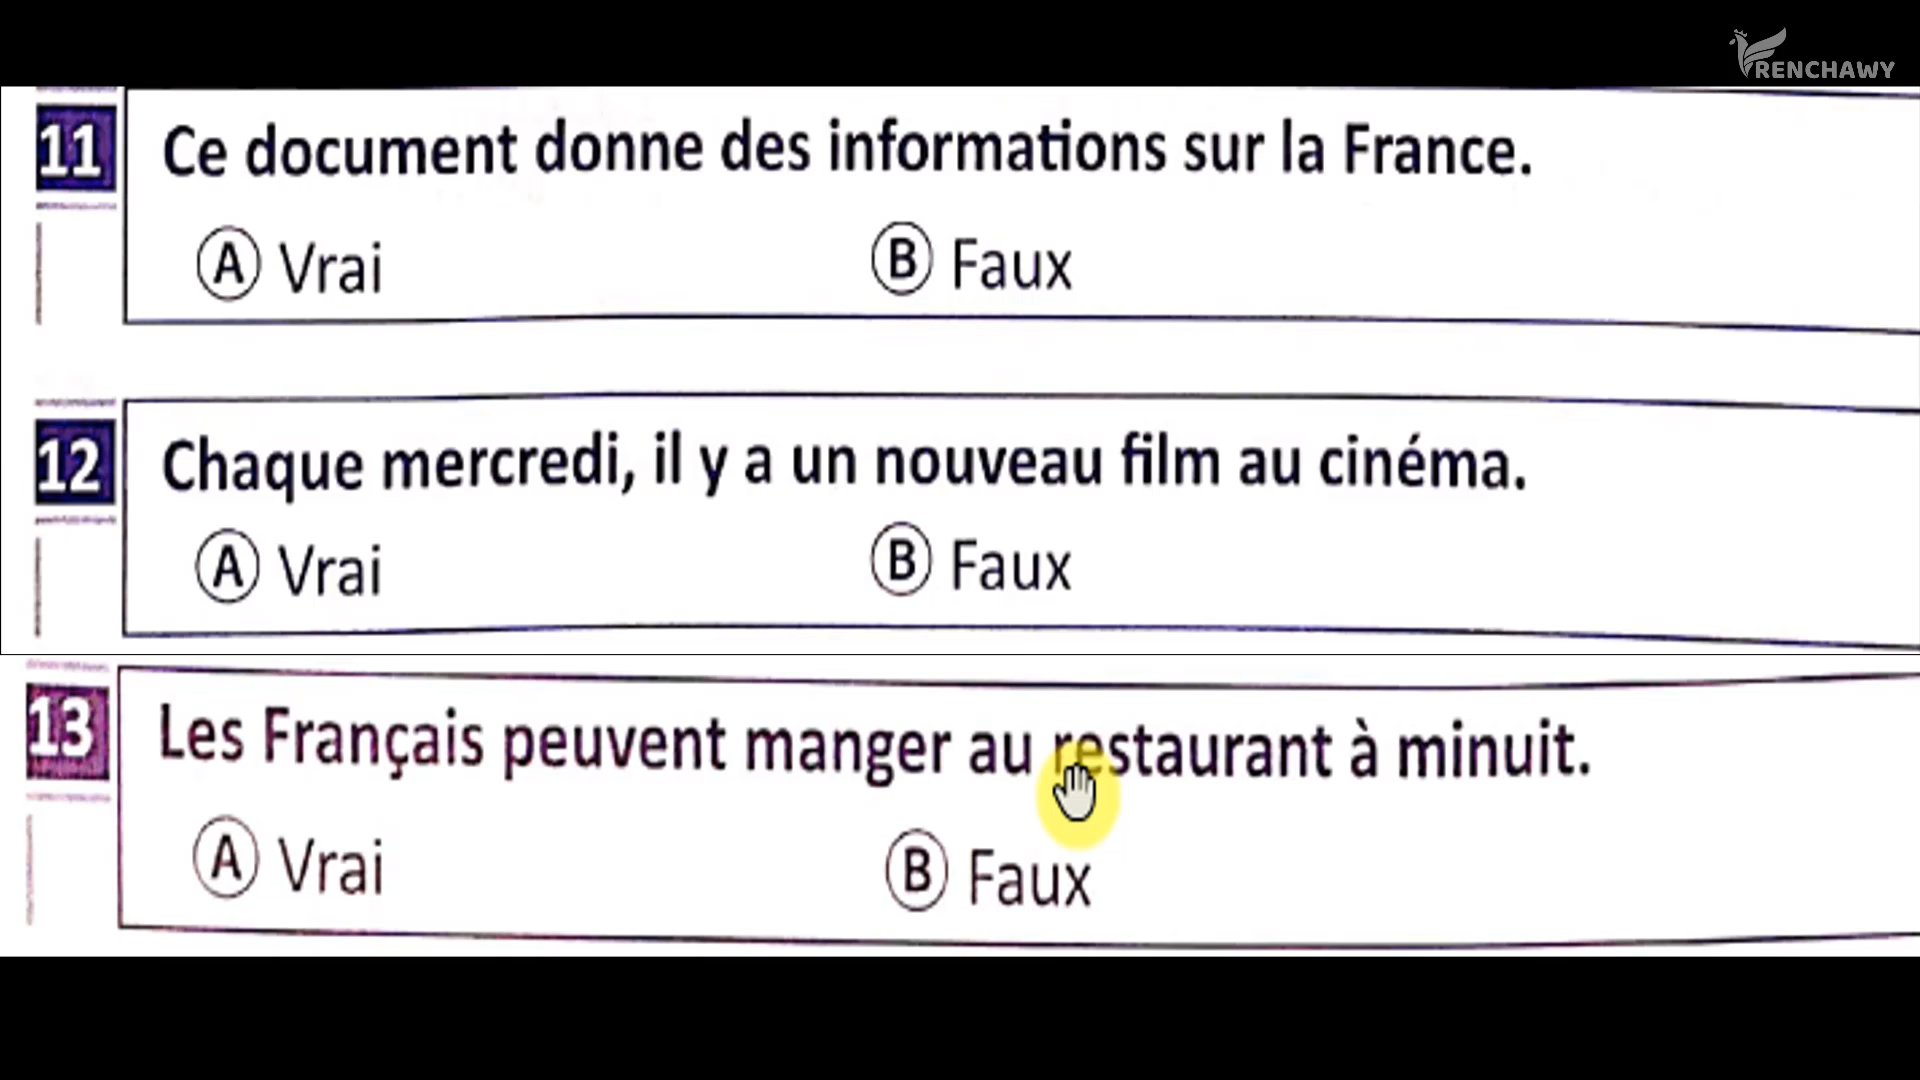 RENCHAWY
11 Ce document donne des informations sur la France.
A Vrai B Faux
12 Chaque mercredi, il y a un nouveau film au cinéma.
A Vrai B Faux
13 Les Français peuvent manger au restaurant à minuit.
A Vrai B Faux